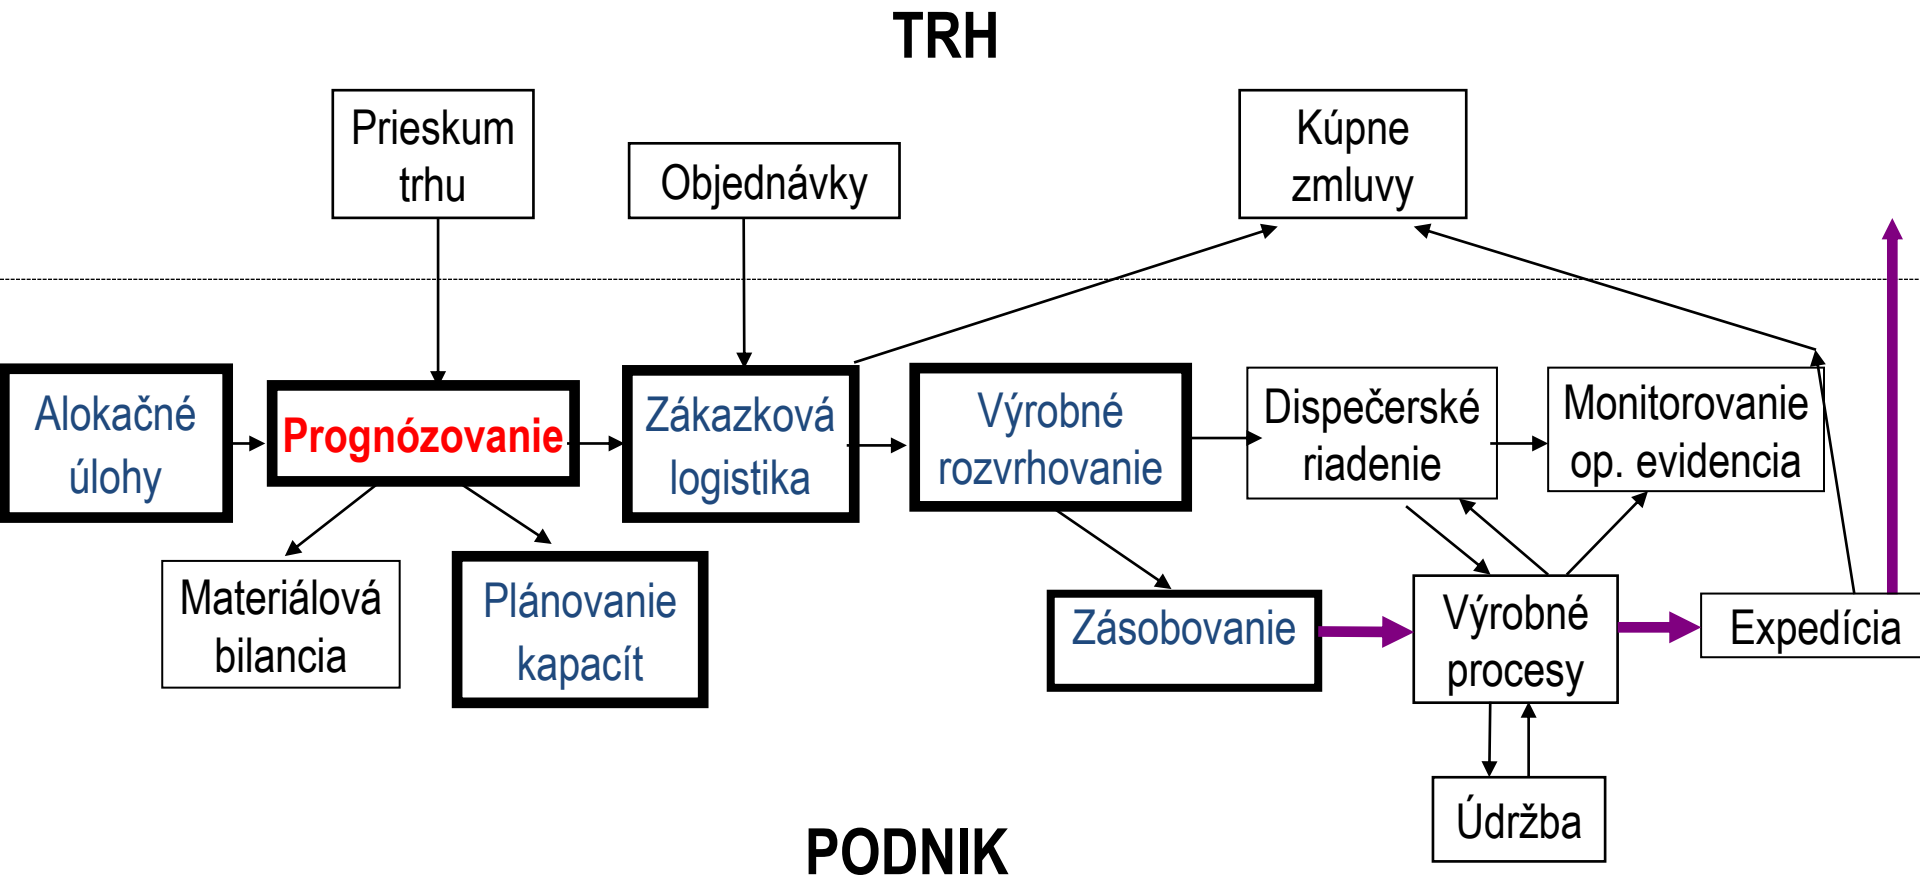 TRH
Prieskum
trhu
Objednávky
Kúpne
zmluvy
Alokačné
úlohy
Prognózovanie
Zákazková
logistika
Výrobné
rozvrhovanie
Dispečerské
riadenie
Monitorovanie
op. evidencia
Materiálová
bilancia
Plánovanie
kapacít
Zásobovanie
Výrobné
procesy
Expedícia
Údržba
PODNIK